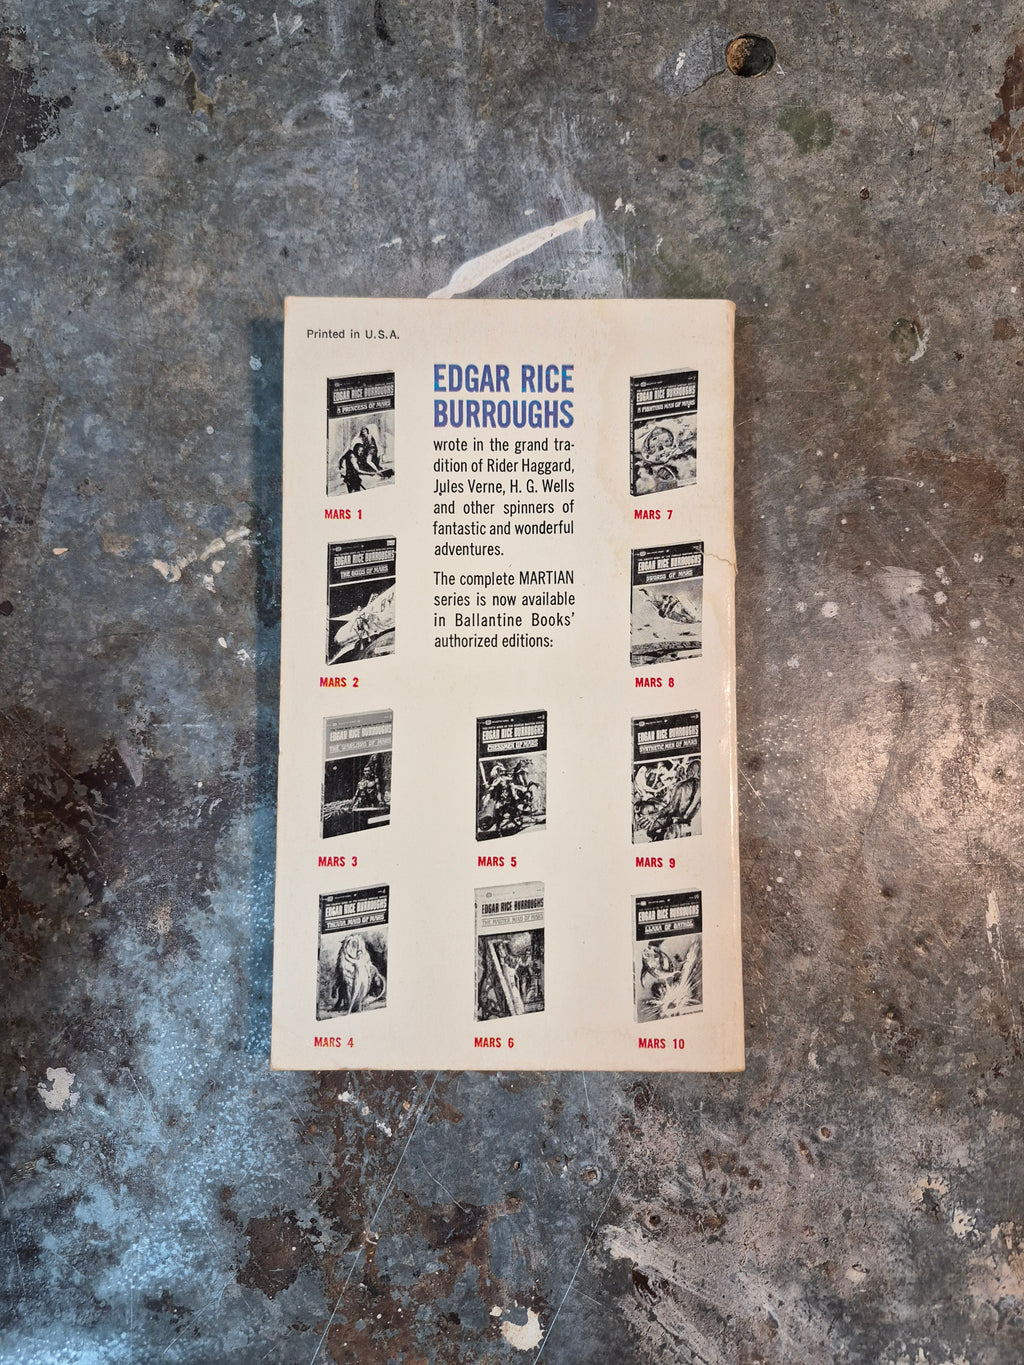 Printed in U.S.A.
EDGAR RICE
BURROUGHS
wrote in the grand tra-
dition of Rider Haggard,
Jules Verne, H. G. Wells
and other spinners of
fantastic and wonderful
adventures.
The complete MARTIAN
series is now available
in Ballantine Books'
authorized editions:
EDGAR RICE BURROUGHS
A PRINCESS OF MARS
MARS 1
EDGAR RICE BURROUGHS
THE GODS OF MARS
MARS 2
EDGAR RICE BURROUGHS
THE WARLORD OF MARS
MARS 3
EDGAR RICE BURROUGHS
THUVIA, MAID OF MARS
MARS 4
EDGAR RICE BURROUGHS
CHESSMEN OF MARS
MARS 5
EDGAR RICE BURROUGHS
THE MASTER MIND OF MARS
MARS 6
EDGAR RICE BURROUGHS
A FIGHTING MAN OF MARS
MARS 7
EDGAR RICE BURROUGHS
SWORDS OF MARS
MARS 8
EDGAR RICE BURROUGHS
SYNTHETIC MEN OF MARS
MARS 9
EDGAR RICE BURROUGHS
LLANA OF GATHOL
MARS 10